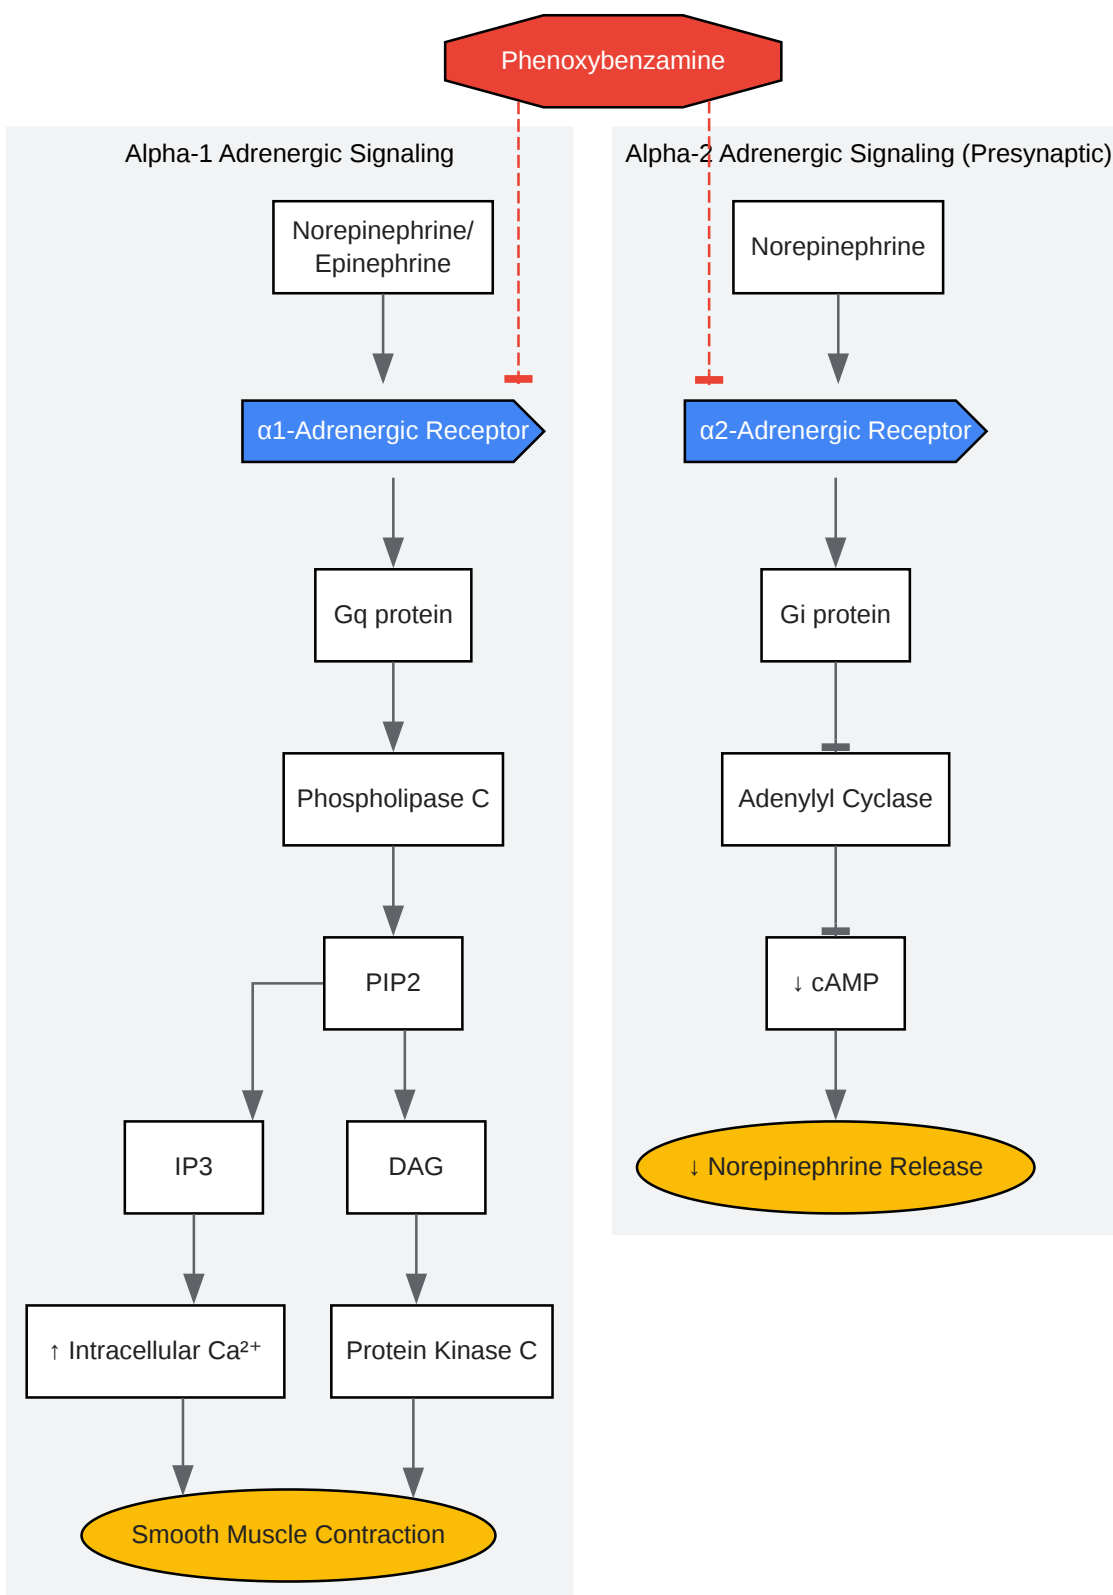 Phenoxybenzamine
Alpha-1 Adrenergic Signaling
Norepinephrine/
Epinephrine
α1-Adrenergic Receptor
Gq protein
Phospholipase C
PIP2
IP3
DAG
↑ Intracellular Ca²⁺
Protein Kinase C
Smooth Muscle Contraction
Alpha-2 Adrenergic Signaling (Presynaptic)
Norepinephrine
α2-Adrenergic Receptor
Gi protein
Adenylyl Cyclase
↓ cAMP
↓ Norepinephrine Release